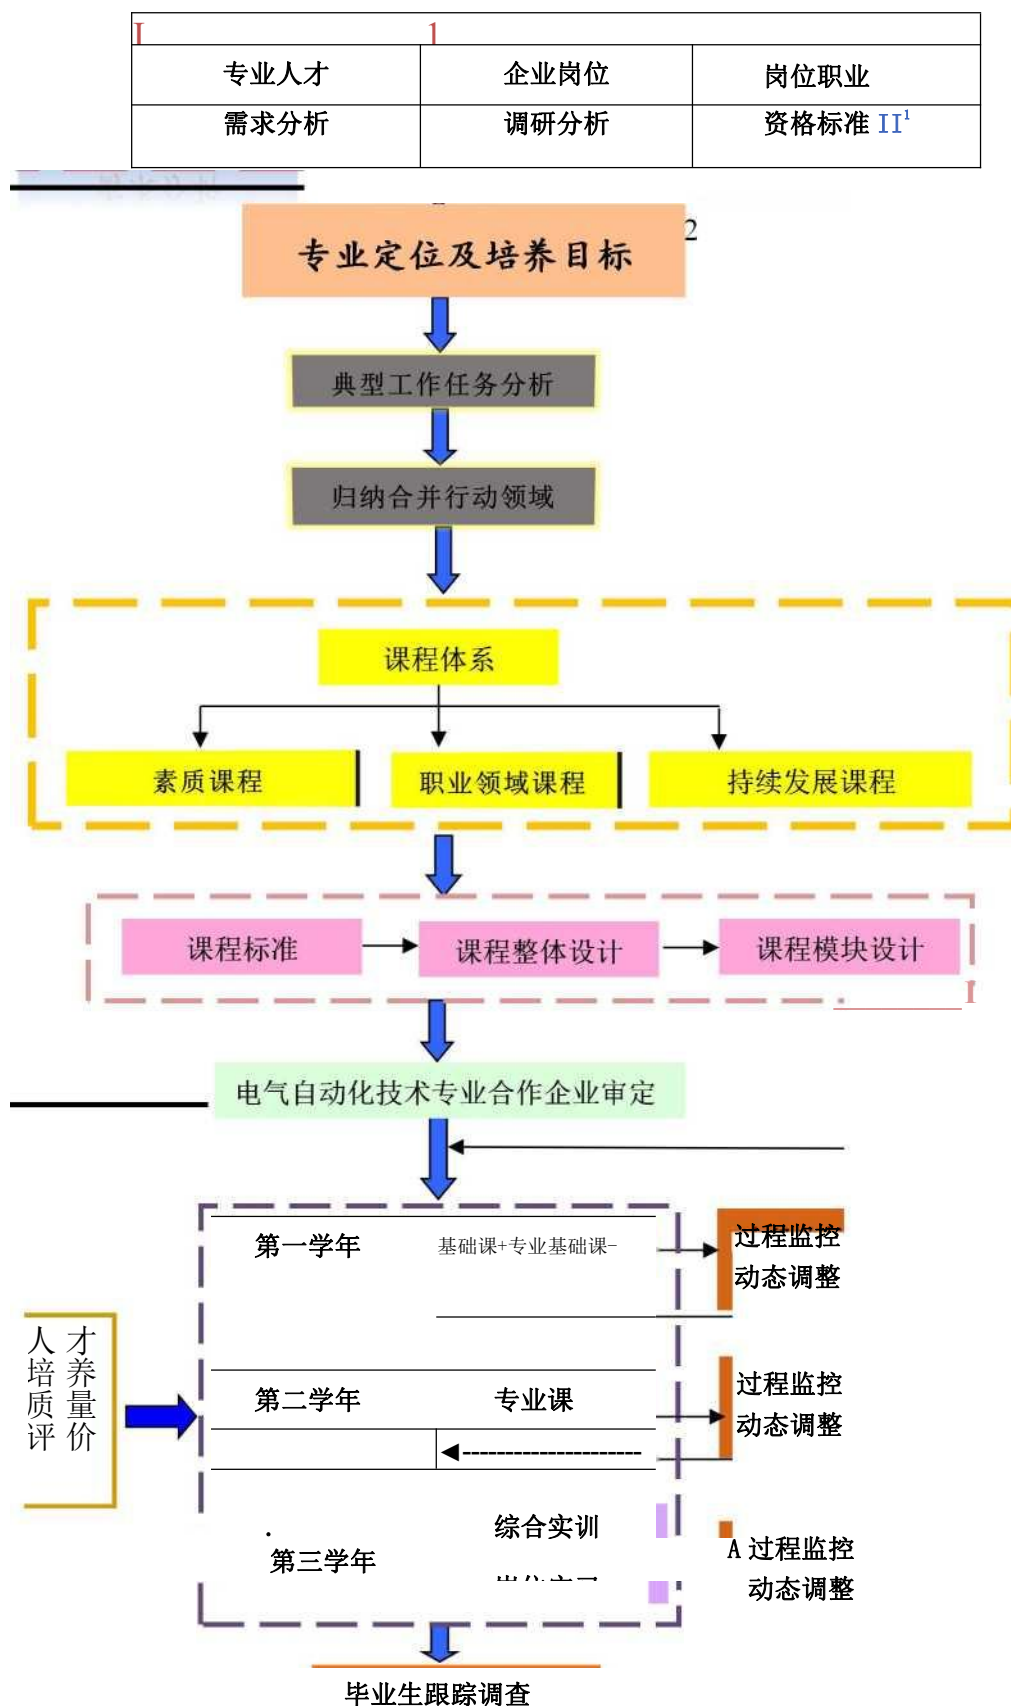 I 1
专业人才 企业岗位 岗位职业
需求分析 调研分析 资格标准 II1
2
专业定位及培养目标
典型工作任务分析
归纳合并行动领域
课程体系
素质课程 职业领域课程 持续发展课程
课程标准 课程整体设计 课程模块设计
I
电气自动化技术专业合作企业审定
第一学年 基础课+专业基础课-
过程监控
动态调整
人才
培养
质量
评价
第二学年 专业课
过程监控
动态调整
综合实训
第三学年
A 过程监控
动态调整
毕业生跟踪调查